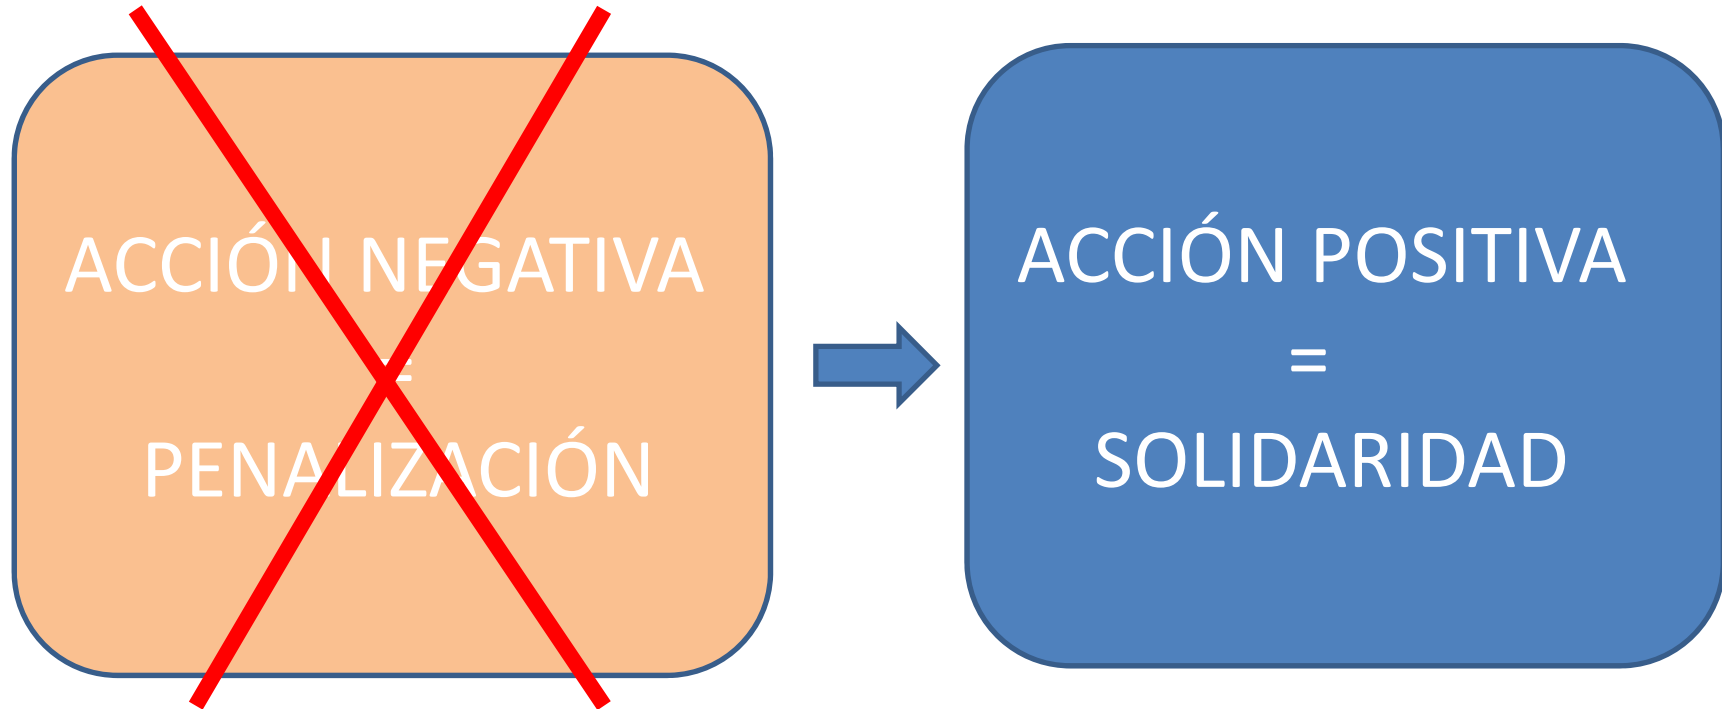 ACCIÓN NEGATIVA
=
PENALIZACIÓN
ACCIÓN POSITIVA
=
SOLIDARIDAD